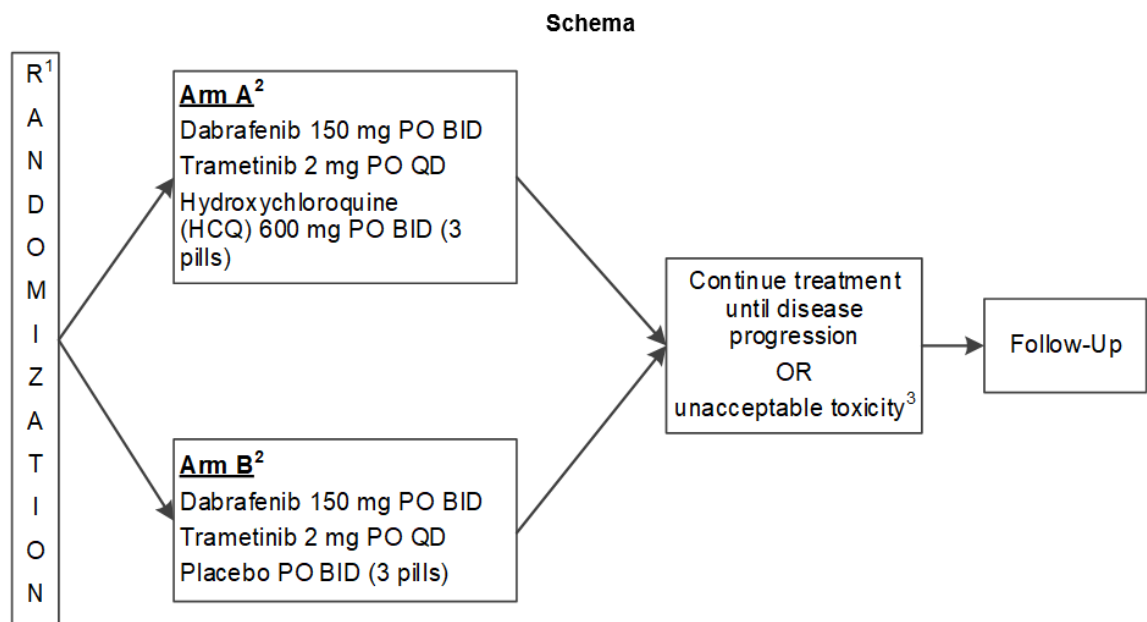 Schema
R¹
A
N
D
O
M
I
Z
A
T
I
O
N
Arm A²
Dabrafenib 150 mg PO BID
Trametinib 2 mg PO QD
Hydroxychloroquine
(HCQ) 600 mg PO BID (3
pills)
Arm B²
Dabrafenib 150 mg PO BID
Trametinib 2 mg PO QD
Placebo PO BID (3 pills)
Continue treatment
until disease
progression
OR
unacceptable toxicity³
Follow-Up